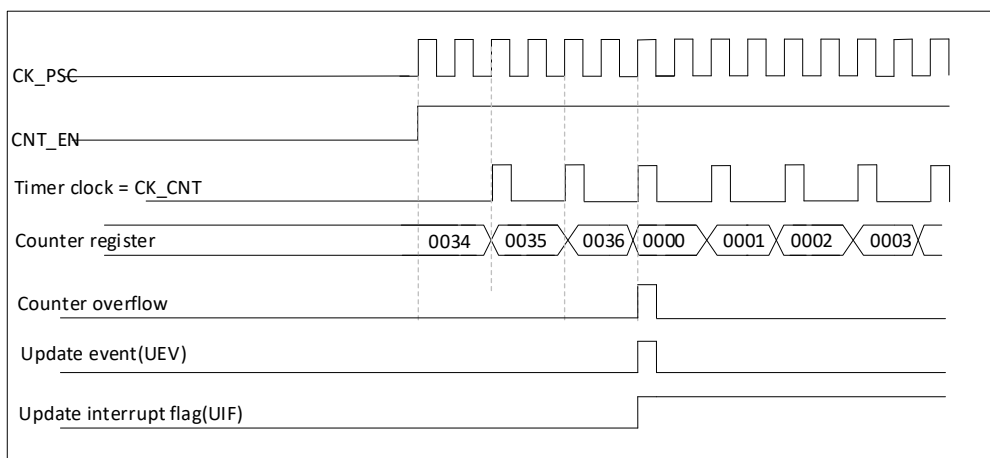 CK_PSC
CNT_EN
Timer clock = CK_CNT
Counter register 0034 0035 0036 0000 0001 0002 0003
Counter overflow
Update event(UEV)
Update interrupt flag(UIF)